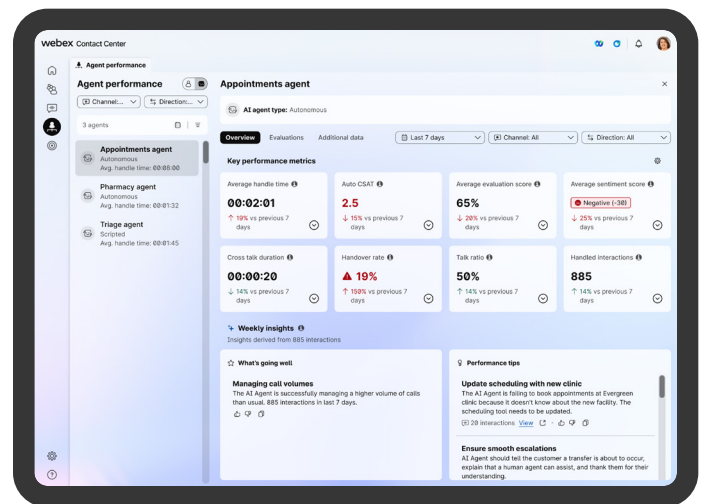 webex Contact Center
Agent performance
Agent performance
Channel:...
Direction:...
3 agents
Appointments agent
Autonomous
Avg. handle time: 00:08:00
Pharmacy agent
Autonomous
Avg. handle time: 00:01:32
Triage agent
Scripted
Avg. handle time: 00:01:45
Appointments agent
AI agent type: Autonomous
Overview
Evaluations
Additional data
Last 7 days
Channel: All
Direction: All
Key performance metrics
Average handle time
00:02:01
↑ 19% vs previous 7
days
Auto CSAT
2.5
↓ 15% vs previous 7
days
Average evaluation score
65%
↓ 20% vs previous 7
days
Average sentiment score
Negative (-30)
↓ 25% vs previous 7
days
Cross talk duration
00:00:20
↓ 14% vs previous 7
days
Handover rate
19%
↑ 150% vs previous 7
days
Talk ratio
50%
↑ 14% vs previous 7
days
Handled interactions
885
↑ 14% vs previous 7
days
Weekly insights
Insights derived from 885 interactions
What's going well
Managing call volumes
The AI Agent is successfully managing a higher volume of calls
than usual. 885 interactions in last 7 days.
Performance tips
Update scheduling with new clinic
The AI Agent is failing to book appointments at Evergreen
clinic because it doesn't know about the new facility. The
scheduling tool needs to be updated.
20 interactions View
Ensure smooth escalations
AI Agent should tell the customer a transfer is about to occur,
explain that a human agent can assist, and thank them for their
understanding.